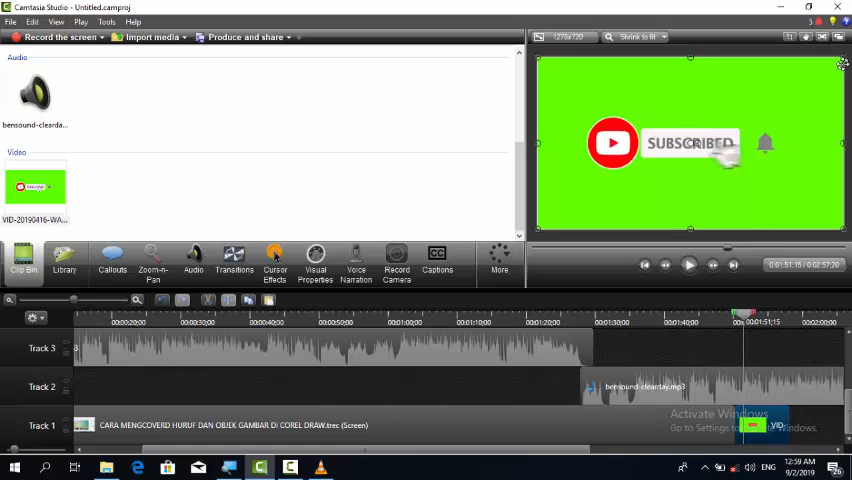 Camtasia Studio - Untitled.camproj
File Edit View Play Tools Help
5
Record the screen Import media Produce and share
1278x720 Shrink to fit
Audio
bensound-clearda...
Video
VID-20190416-WA...
SUBSCRIBED
Clip Bin
Library
Callouts
Zoom-n-Pan
Audio
Transitions
Cursor Effects
Visual Properties
Voice Narration
Record Camera
Captions
More
0:01:51;15 / 0:02:57;20
00:00:20;00 00:00:30;00 00:00:40;00 00:00:50;00 00:01:00;00 00:01:10;00 00:01:20;00 00:01:30;00 00:01:40;00 0:01:51;15 00:02:00;00
Track 3
Track 2 bensound-clearday.mp3
Track 1 CARA MENGCOVERD HURUF DAN OBJEK GAMBAR DI COREL DRAW.trec (Screen) VID
Activate Windows
Go to Settings to activate Windows.
ENG
12:59 AM
9/2/2019
26